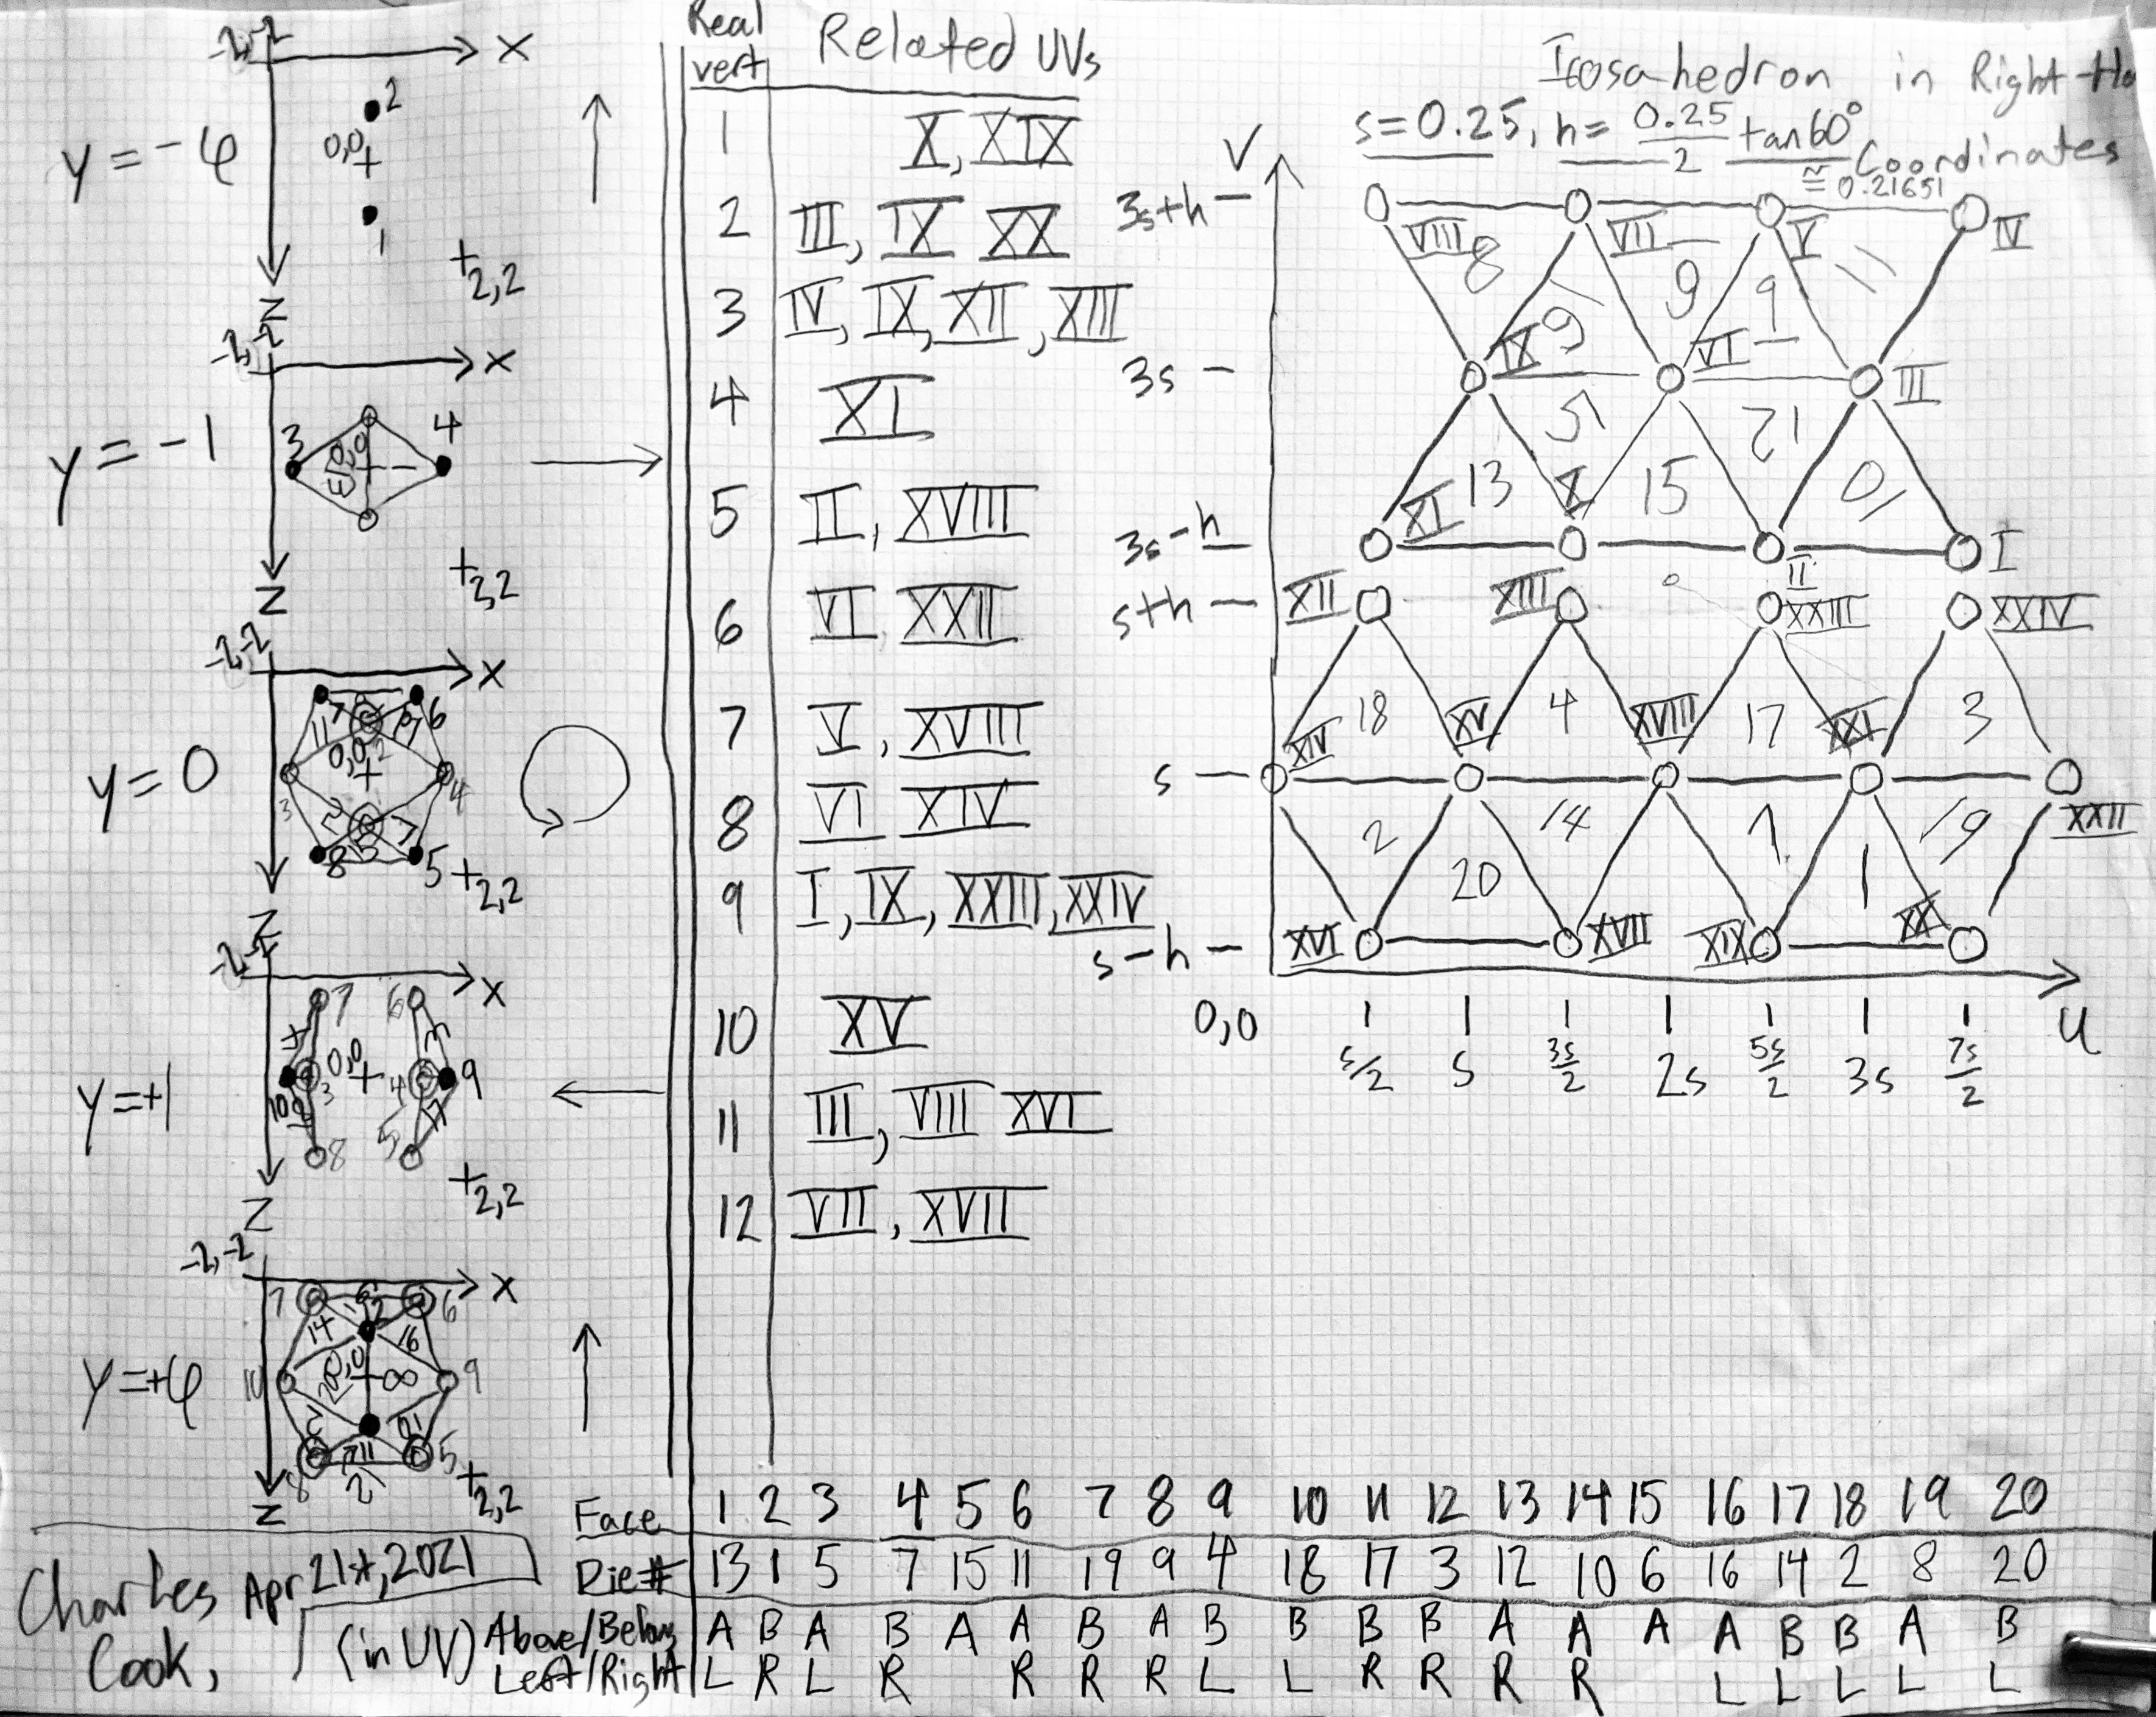 Icosahedron in Right-Ha
s=0.25, h= 0.25/2 tan60° ≅ 0.21651
Coordinates
-2,-2 X
2
0,0
1
y=-φ
2,2
Z
-2,-2 X
3 4
0,0
y=-1
2,2
Z
-2,-2 X
7 6
11
0,0
3 4
y=0
8 15 5
2,2
Z
-2,-2 X
7 6
0,0
10 3 4 9
y=+1
8 5
2,2
Z
-2,-2 X
7 6
12
14 16
10 9
y=+φ
11
8 5
2,2
Z
Real vert Related UVs
1 X, XIX
2 III, IX XX
3 IV, IX, XII, XIII
4 XI
5 II, XVIII
6 VI XXII
7 V, XVIII
8 VI XIV
9 I, IX, XXIII, XXIV
10 XV
11 III, VIII XVI
12 VII, XVII
V
3s+h
VIII VII V IV
8 6 9 11
9 1
3s
IX VI III
13 5 15 12 10
3s-h
XI X II I
s+h
XII XIII XXIII XXIV
18 4 17 3
XIV XV XVIII XXI
s
XXII
2 14 7 19
20 1
s-h
XVI XVII XIX XX
0,0 s/2 s 3s/2 2s 5s/2 3s 7s/2 U
Face 1 2 3 4 5 6 7 8 9 10 11 12 13 14 15 16 17 18 19 20
Die# 13 1 5 7 15 11 19 9 4 18 17 3 12 10 6 16 14 2 8 20
(in UV) Above/Below A B A B A A B A B B B B A A A A B B A B
Left/Right L R L R R R R L L R R R R L L L L L
Charles Cook, Apr 21st, 2021